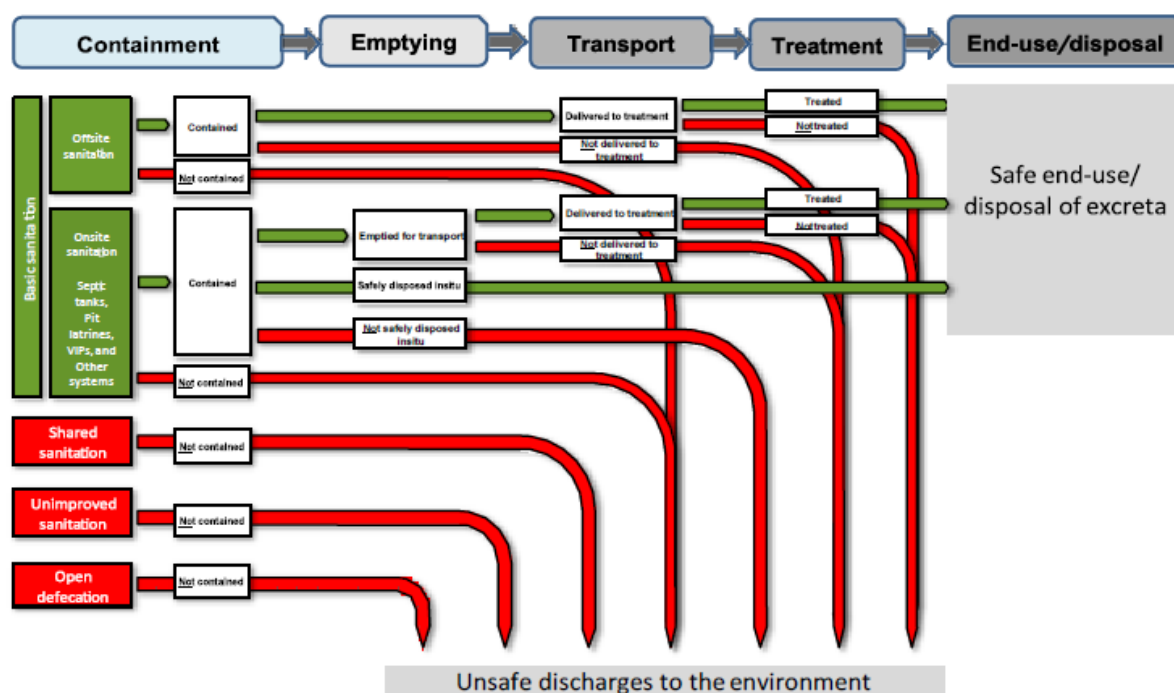 Containment
Emptying
Transport
Treatment
End-use/disposal
Basic sanitation
Offsite
sanitation
Contained
Delivered to treatment
Treated
Not treated
Not delivered to
treatment
Not contained
Safe end-use/
disposal of excreta
Onsite
sanitation
Septic
tanks,
Pit
latrines,
VIPs, and
Other
systems
Contained
Emptied for transport
Delivered to treatment
Treated
Not treated
Not delivered to
treatment
Safely disposed insitu
Not safely disposed
insitu
Not contained
Shared
sanitation
Not contained
Unimproved
sanitation
Not contained
Open
defecation
Not contained
Unsafe discharges to the environment